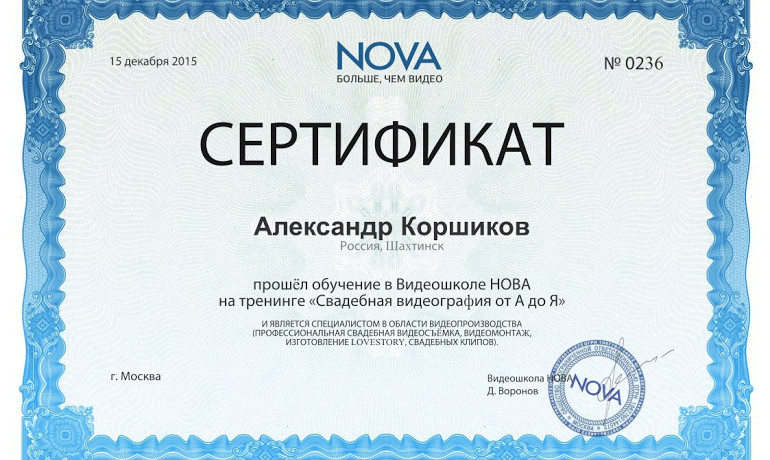 15 декабря 2015
NOVA
БОЛЬШЕ, ЧЕМ ВИДЕО
№ 0236
СЕРТИФИКАТ
Александр Коршиков
Россия, Шахтинск
прошёл обучение в Видеошколе НОВА
на тренинге «Свадебная видеография от А до Я»
И ЯВЛЯЕТСЯ СПЕЦИАЛИСТОМ В ОБЛАСТИ ВИДЕОПРОИЗВОДСТВА
(ПРОФЕССИОНАЛЬНАЯ СВАДЕБНАЯ ВИДЕОСЪЁМКА, ВИДЕОМОНТАЖ,
ИЗГОТОВЛЕНИЕ LOVESTORY, СВАДЕБНЫХ КЛИПОВ).
г. Москва
Видеошкола НОВА
Д. Воронов
NOVA